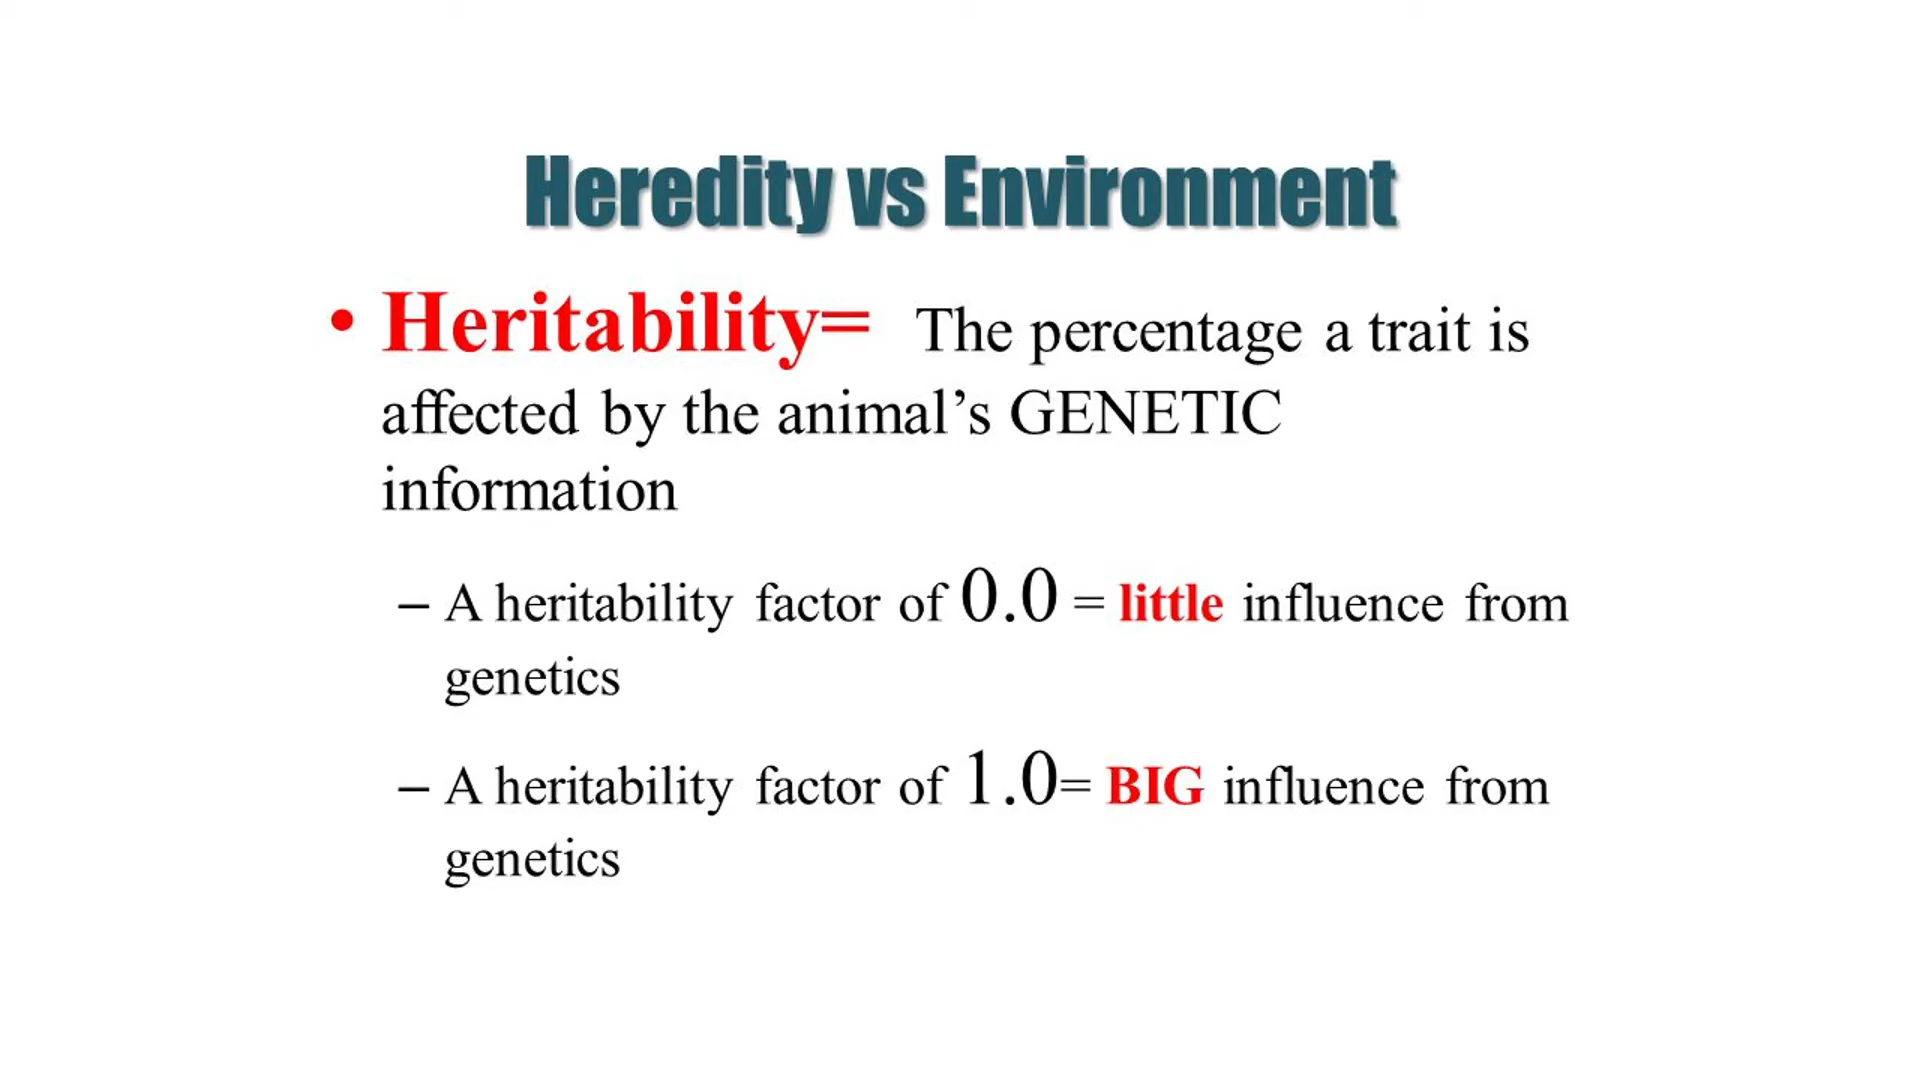 Heredity vs Environment
• Heritability= The percentage a trait is
affected by the animal’s GENETIC
information
– A heritability factor of 0.0 = little influence from
genetics
– A heritability factor of 1.0= BIG influence from
genetics